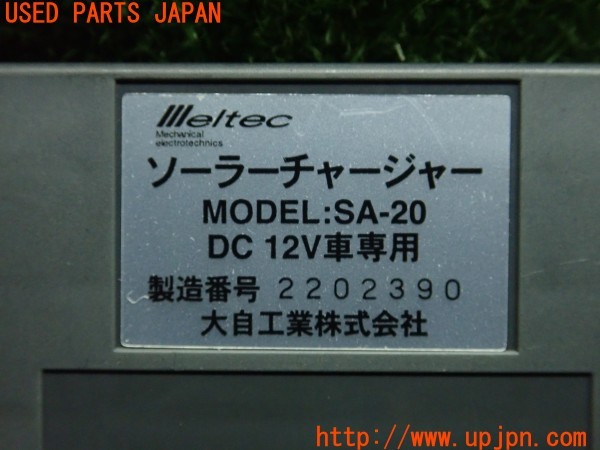 USED PARTS JAPAN
Meltec
Mechanical
electrotechnics
ソーラーチャージャー
MODEL:SA-20
DC 12V車専用
製造番号 2202390
大自工業株式会社
http://www.upjpn.com/